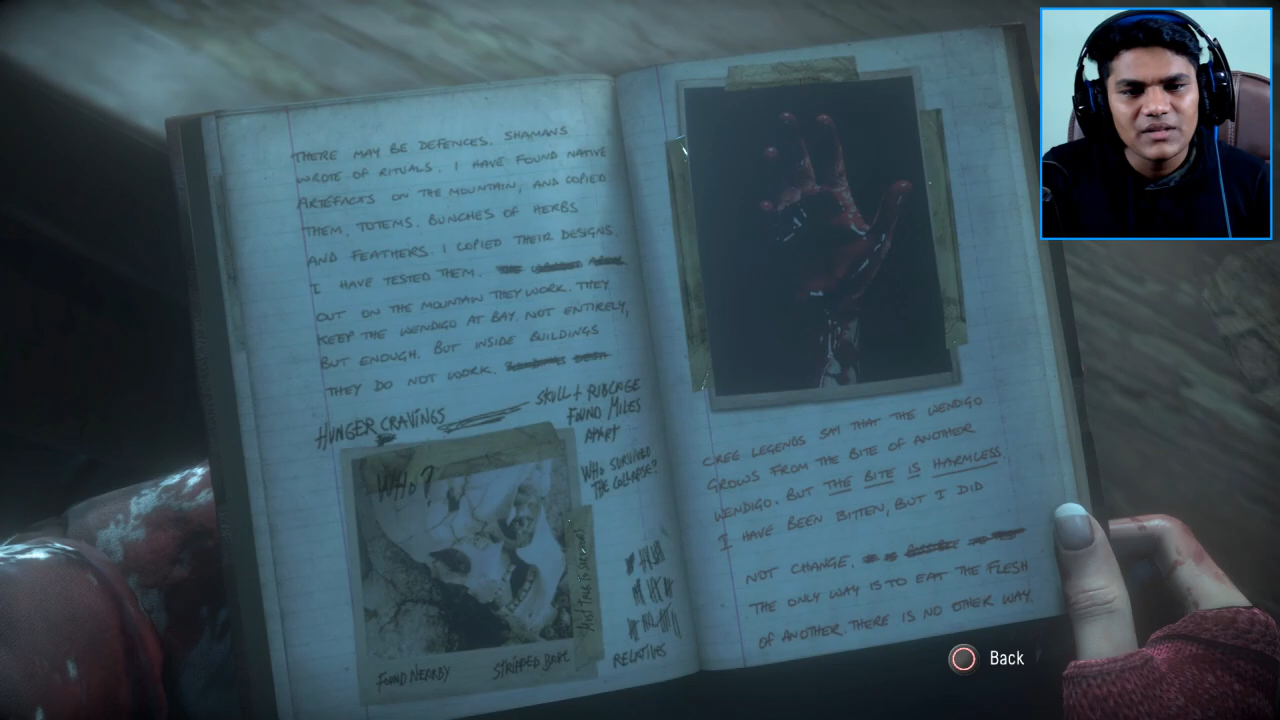 THERE MAY BE DEFENCES. SHAMANS
WROTE OF RITUALS. I HAVE FOUND NATIVE
ARTEFACTS ON THE MOUNTAIN, AND COPIED
THEM. TOTEMS. BUNCHES OF HERBS
AND FEATHERS. I COPIED THEIR DESIGNS.
I HAVE TESTED THEM.
OUT ON THE MOUNTAIN THEY WORK. THEY
KEEP THE WENDIGO AT BAY. NOT ENTIRELY,
BUT ENOUGH. BUT INSIDE BUILDINGS
THEY DO NOT WORK.
HUNGER CRAVINGS
SKULL + RIBCAGE
FOUND MILES
APART
WHO?
WHO SURVIVED
THE COLLAPSE?
RELATIVES
FOUND NEARBY
STRIPPED BARE
CREE LEGENDS SAY THAT THE WENDIGO
GROWS FROM THE BITE OF ANOTHER
WENDIGO. BUT THE BITE IS HARMLESS.
I HAVE BEEN BITTEN, BUT I DID
NOT CHANGE.
THE ONLY WAY IS TO EAT THE FLESH
OF ANOTHER. THERE IS NO OTHER WAY.
Back